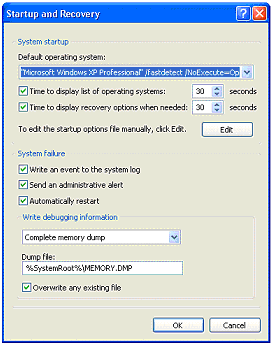 Startup and Recovery
System startup
Default operating system:
"Microsoft Windows XP Professional" /fastdetect /NoExecute=Op
Time to display list of operating systems: 30 seconds
Time to display recovery options when needed: 30 seconds
To edit the startup options file manually, click Edit. Edit
System failure
Write an event to the system log
Send an administrative alert
Automatically restart
Write debugging information
Complete memory dump
Dump file:
%SystemRoot%\MEMORY.DMP
Overwrite any existing file
OK Cancel